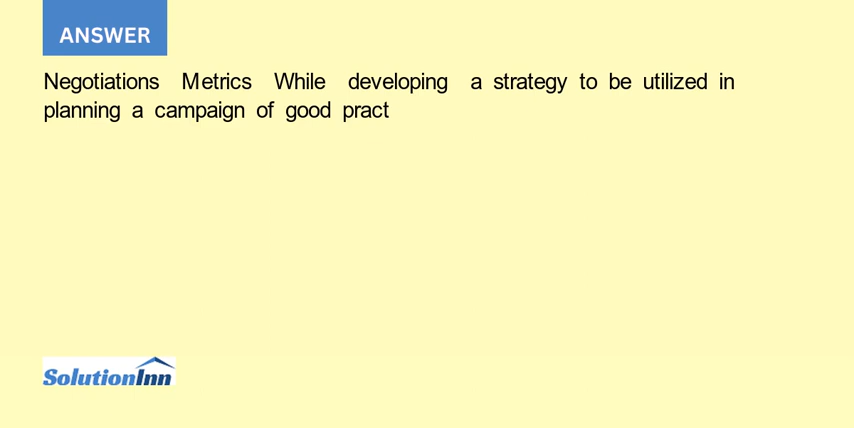 ANSWER
Negotiations Metrics While developing a strategy to be utilized in
planning a campaign of good pract
SolutionInn